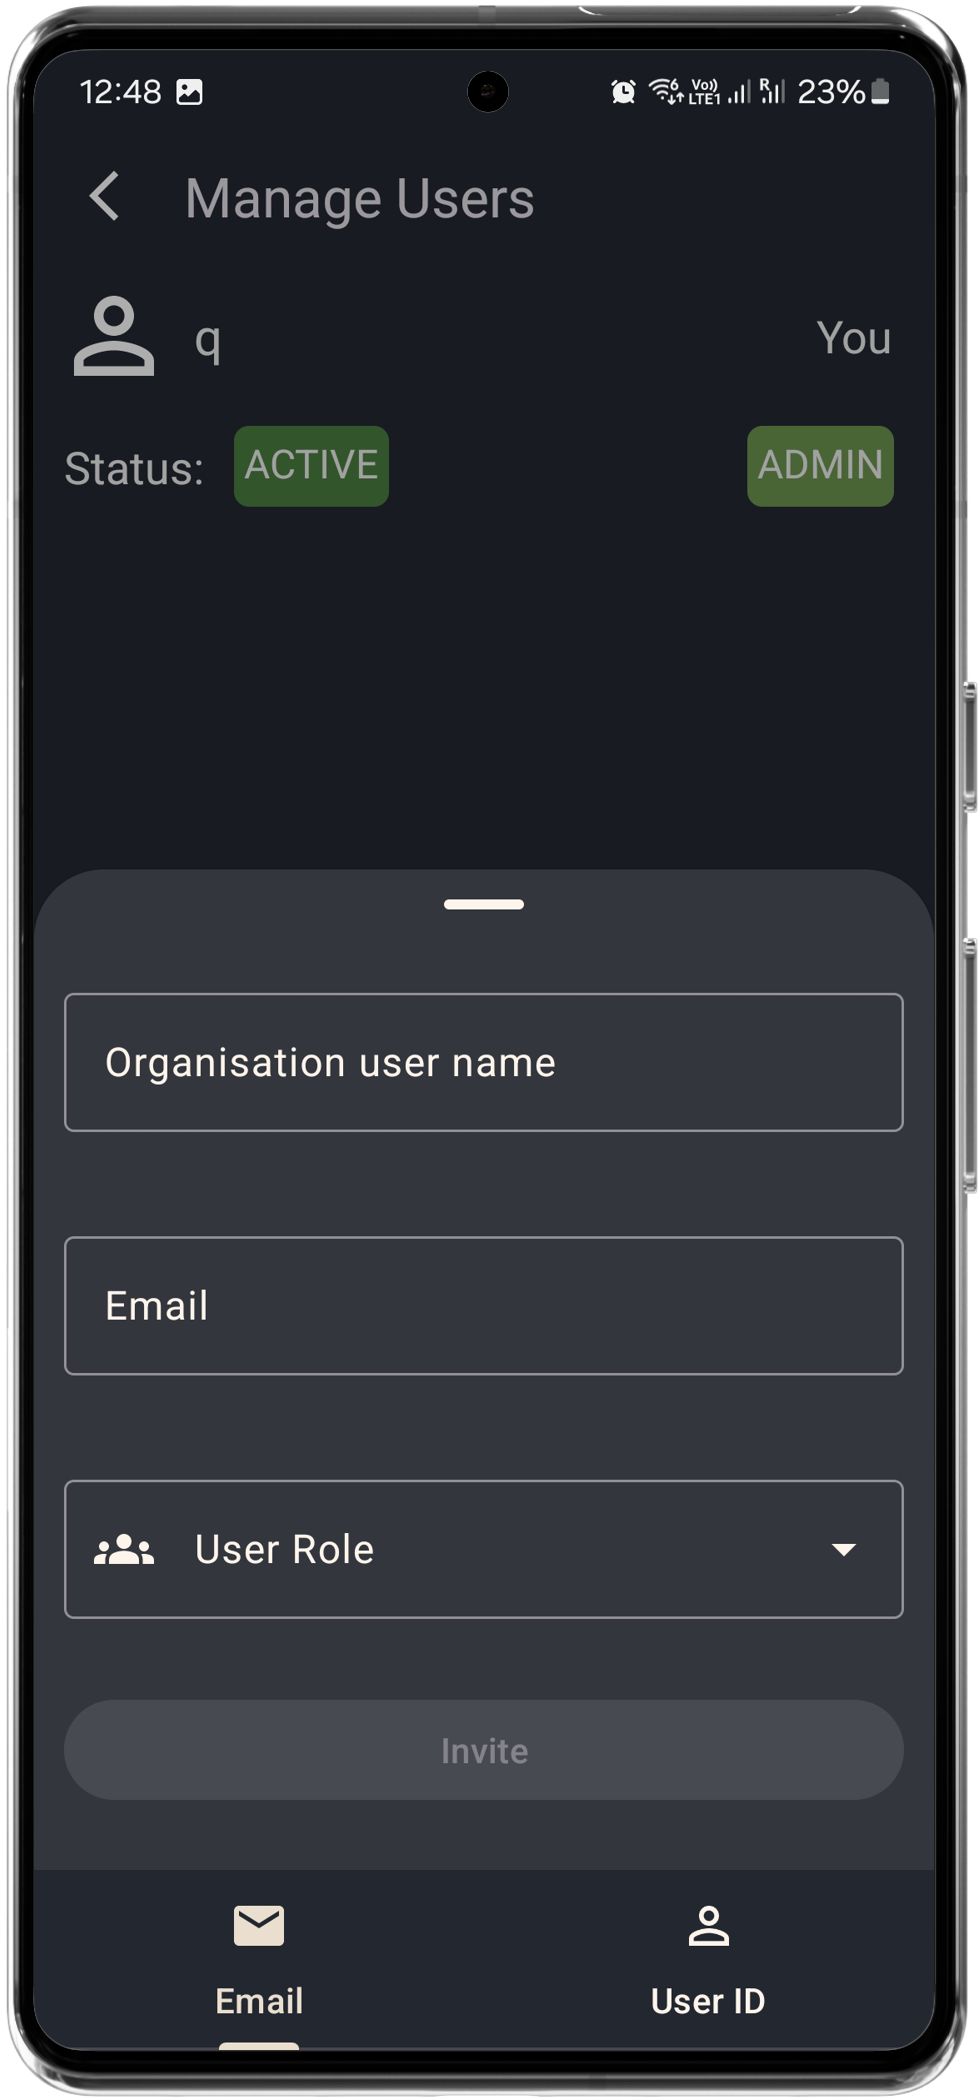 12:48 6 Vo)) LTE1 R 23%
Manage Users
q You
Status: ACTIVE ADMIN
Organisation user name
Email
User Role
Invite
Email User ID